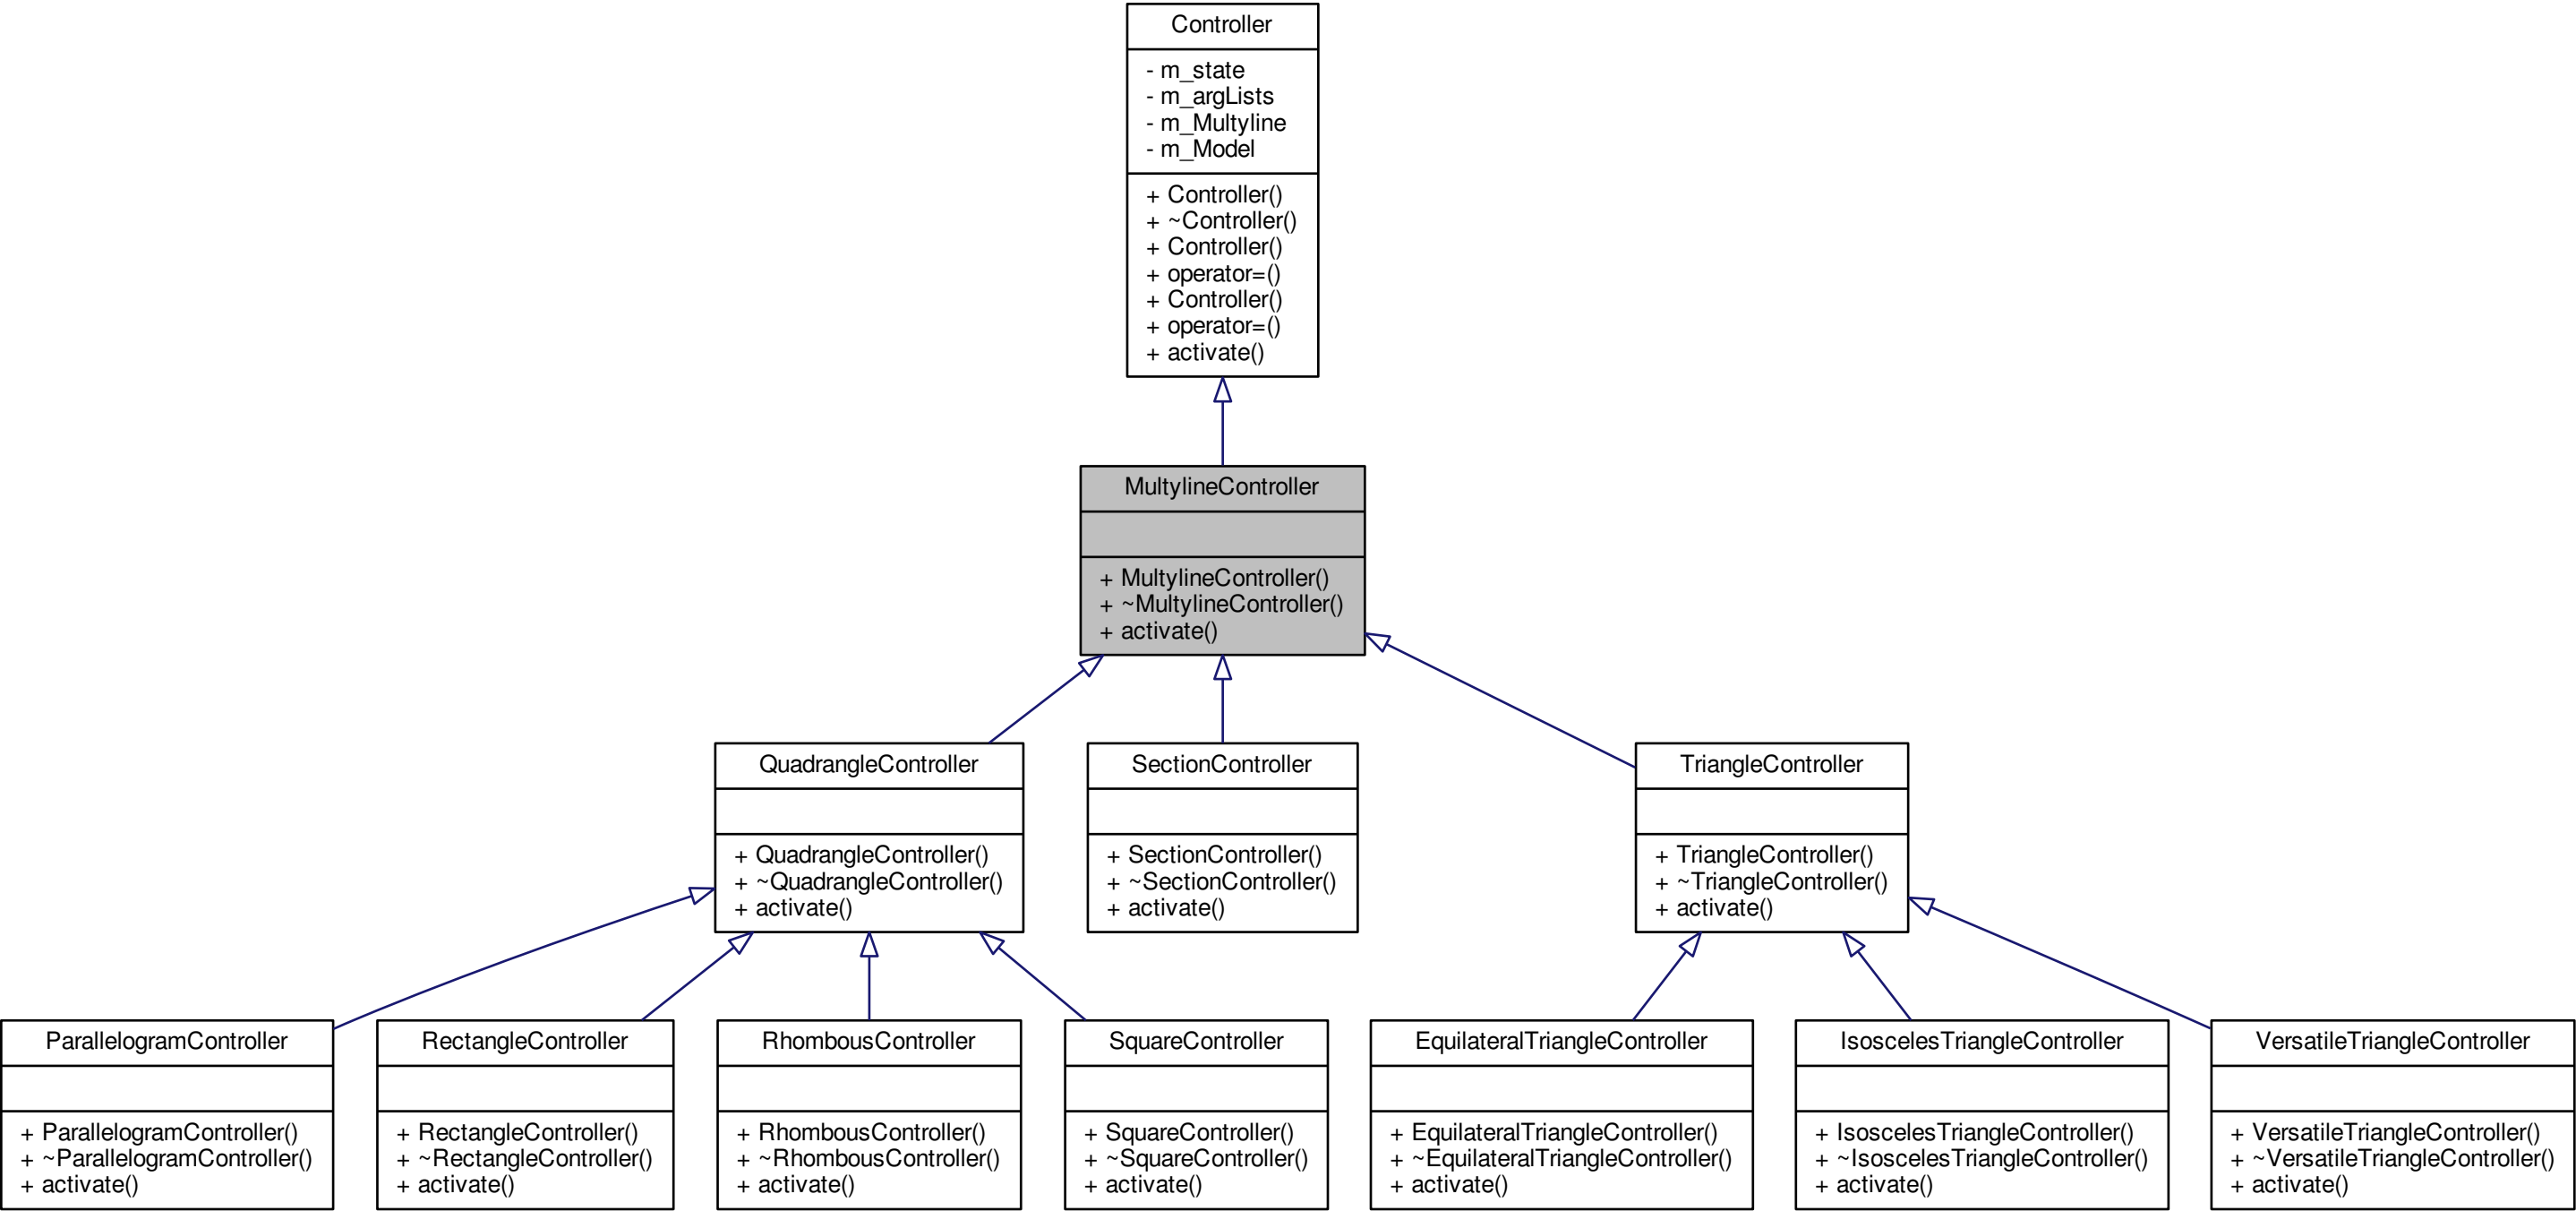 Controller
- m_state
- m_argLists
- m_Multyline
- m_Model
+ Controller()
+ ~Controller()
+ Controller()
+ operator=()
+ Controller()
+ operator=()
+ activate()
MultylineController
+ MultylineController()
+ ~MultylineController()
+ activate()
QuadrangleController
+ QuadrangleController()
+ ~QuadrangleController()
+ activate()
SectionController
+ SectionController()
+ ~SectionController()
+ activate()
TriangleController
+ TriangleController()
+ ~TriangleController()
+ activate()
ParallelogramController
+ ParallelogramController()
+ ~ParallelogramController()
+ activate()
RectangleController
+ RectangleController()
+ ~RectangleController()
+ activate()
RhombousController
+ RhombousController()
+ ~RhombousController()
+ activate()
SquareController
+ SquareController()
+ ~SquareController()
+ activate()
EquilateralTriangleController
+ EquilateralTriangleController()
+ ~EquilateralTriangleController()
+ activate()
IsoscelesTriangleController
+ IsoscelesTriangleController()
+ ~IsoscelesTriangleController()
+ activate()
VersatileTriangleController
+ VersatileTriangleController()
+ ~VersatileTriangleController()
+ activate()